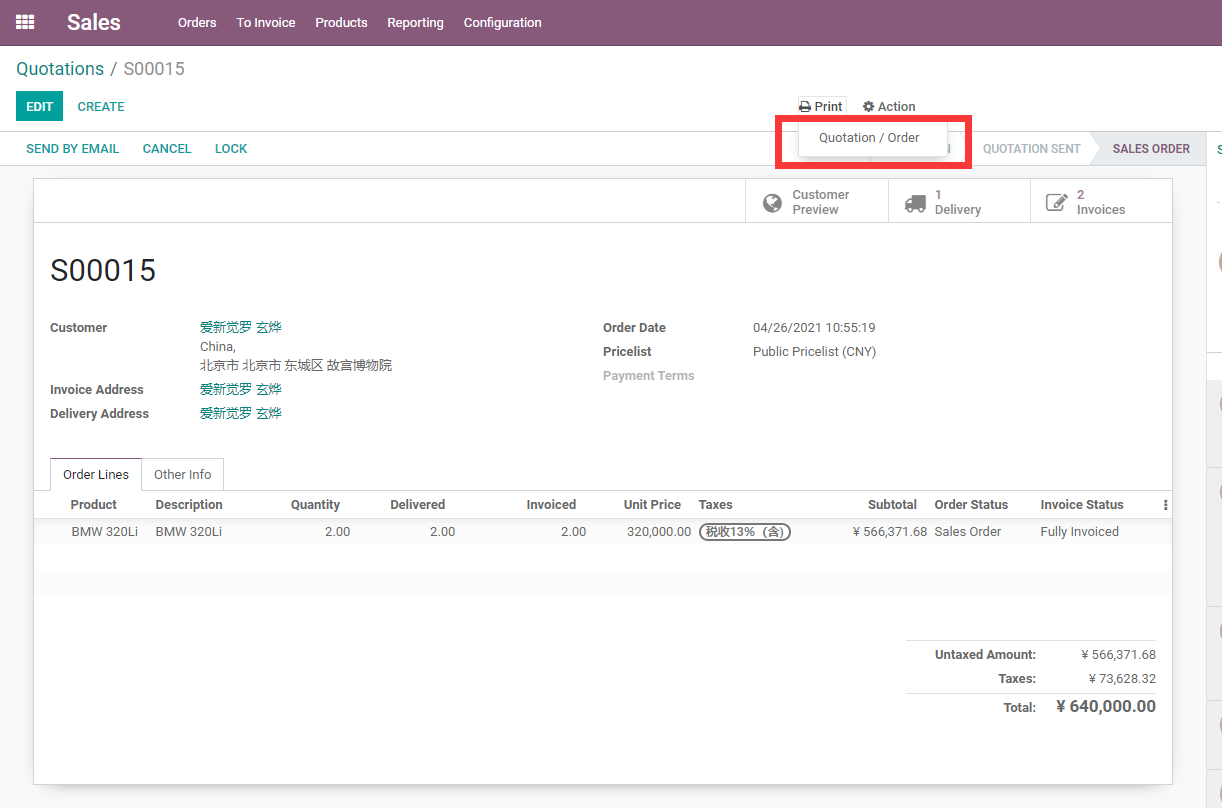 Sales Orders To Invoice Products Reporting Configuration
Quotations / S00015
EDIT CREATE Print Action
Quotation / Order
SEND BY EMAIL CANCEL LOCK QUOTATION SENT SALES ORDER
Customer Preview
1 Delivery
2 Invoices
S00015
Customer 爱新觉罗 玄烨
China,
北京市 北京市 东城区 故宫博物院
Invoice Address 爱新觉罗 玄烨
Delivery Address 爱新觉罗 玄烨
Order Date 04/26/2021 10:55:19
Pricelist Public Pricelist (CNY)
Payment Terms
Order Lines Other Info
Product Description Quantity Delivered Invoiced Unit Price Taxes Subtotal Order Status Invoice Status
BMW 320Li BMW 320Li 2.00 2.00 2.00 320,000.00 税收13%（含） ¥ 566,371.68 Sales Order Fully Invoiced
Untaxed Amount: ¥ 566,371.68
Taxes: ¥ 73,628.32
Total: ¥ 640,000.00